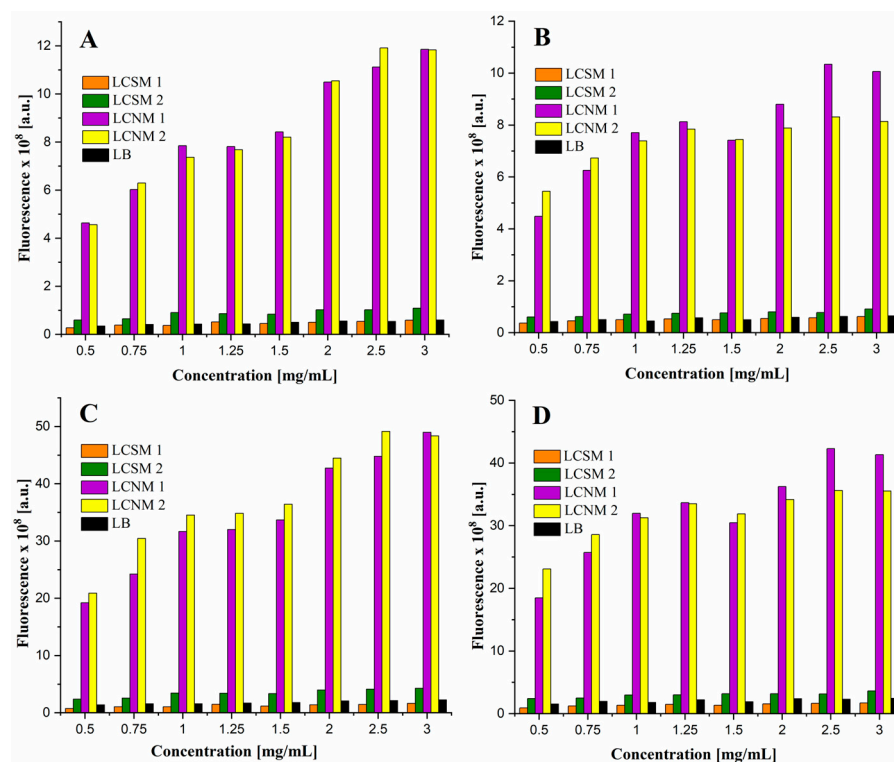 A
LCSM 1
LCSM 2
LCNM 1
LCNM 2
LB
Fluorescence x 10⁸ [a.u.]
12
10
8
6
4
2
0
0.5 0.75 1 1.25 1.5 2 2.5 3
Concentration [mg/mL]
B
LCSM 1
LCSM 2
LCNM 1
LCNM 2
LB
Fluorescence x 10⁸ [a.u.]
12
10
8
6
4
2
0
0.5 0.75 1 1.25 1.5 2 2.5 3
Concentration [mg/mL]
C
LCSM 1
LCSM 2
LCNM 1
LCNM 2
LB
Fluorescence x 10⁸ [a.u.]
50
40
30
20
10
0
0.5 0.75 1 1.25 1.5 2 2.5 3
Concentration [mg/mL]
D
LCSM 1
LCSM 2
LCNM 1
LCNM 2
LB
Fluorescence x 10⁸ [a.u.]
50
40
30
20
10
0
0.5 0.75 1 1.25 1.5 2 2.5 3
Concentration [mg/mL]